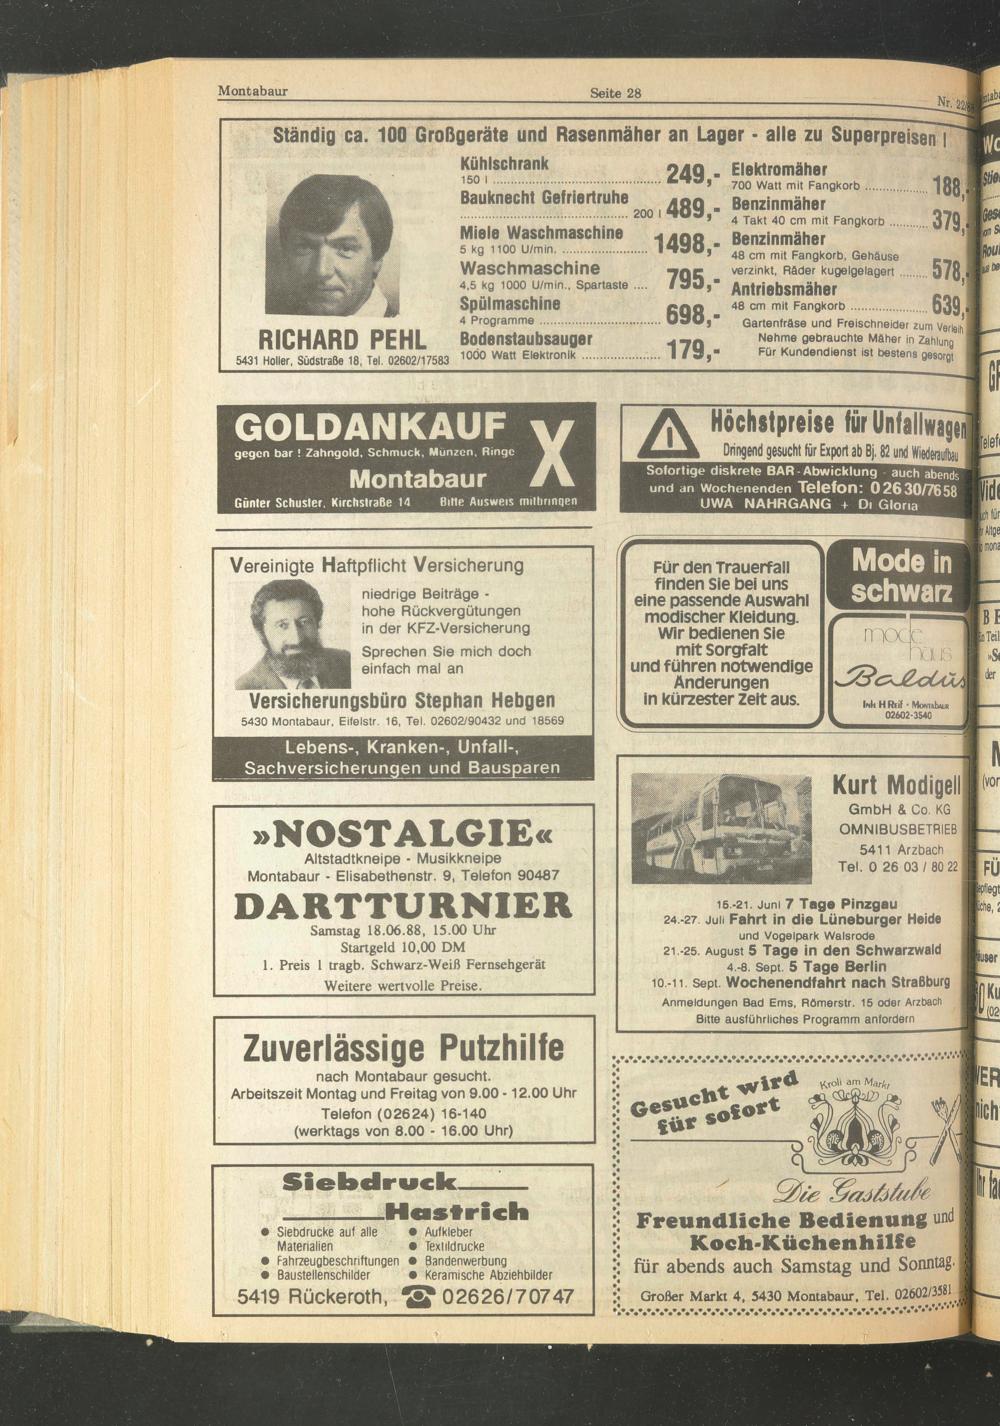 Montabaur
Seite 28
Nr. 22/88
Ständig ca. 100 Großgeräte und Rasenmäher an Lager - alle zu Superpreisen !
RICHARD PEHL
5431 Holler, Südstraße 18, Tel. 02602/17583
Kühlschrank
150 l ........ 249,-
Bauknecht Gefriertruhe
........ 200 l 489,-
Miele Waschmaschine
5 kg 1100 U/min. ........ 1498,-
Waschmaschine
4,5 kg 1000 U/min., Spartaste .... 795,-
Spülmaschine
4 Programme ........ 698,-
Bodenstaubsauger
1000 Watt Elektronik ........ 179,-
Elektromäher
700 Watt mit Fangkorb ........ 188,-
Benzinmäher
4 Takt 40 cm mit Fangkorb ........ 379,-
Benzinmäher
48 cm mit Fangkorb, Gehäuse
verzinkt, Räder kugelgelagert ........ 578,-
Antriebsmäher
48 cm mit Fangkorb ........ 639,-
Gartenfräse und Freischneider zum Verleih
Nehme gebrauchte Mäher in Zahlung
Für Kundendienst ist bestens gesorgt
GOLDANKAUF X
gegen bar ! Zahngold, Schmuck, Münzen, Ringe
Montabaur
Günter Schuster, Kirchstraße 14 Bitte Ausweis mitbringen
Höchstpreise für Unfallwagen
Dringend gesucht für Export ab Bj. 82 und Wiederaufbau
Sofortige diskrete BAR-Abwicklung - auch abends
und an Wochenenden Telefon: 0 26 30/76 58
UWA NAHRGANG + Di Gloria
Vereinigte Haftpflicht Versicherung
niedrige Beiträge -
hohe Rückvergütungen
in der KFZ-Versicherung
Sprechen Sie mich doch
einfach mal an
Versicherungsbüro Stephan Hebgen
5430 Montabaur, Eifelstr. 16, Tel. 02602/90432 und 18569
Lebens-, Kranken-, Unfall-,
Sachversicherungen und Bausparen
Für den Trauerfall
finden Sie bei uns
eine passende Auswahl
modischer Kleidung.
Wir bedienen Sie
mit Sorgfalt
und führen notwendige
Änderungen
in kürzester Zeit aus.
Mode in
schwarz
mode
haus
Baldus
Inh. H Reif - Montabaur
02602-3540
»NOSTALGIE«
Altstadtkneipe - Musikkneipe
Montabaur - Elisabethenstr. 9, Telefon 90487
DARTTURNIER
Samstag 18.06.88, 15.00 Uhr
Startgeld 10,00 DM
1. Preis 1 tragb. Schwarz-Weiß Fernsehgerät
Weitere wertvolle Preise.
Kurt Modigell
GmbH & Co. KG
OMNIBUSBETRIEB
5411 Arzbach
Tel. 0 26 03 / 80 22
15.-21. Juni 7 Tage Pinzgau
24.-27. Juli Fahrt in die Lüneburger Heide
und Vogelpark Walsrode
21.-25. August 5 Tage in den Schwarzwald
4.-8. Sept. 5 Tage Berlin
10.-11. Sept. Wochenendfahrt nach Straßburg
Anmeldungen Bad Ems, Römerstr. 15 oder Arzbach
Bitte ausführliches Programm anfordern
Zuverlässige Putzhilfe
nach Montabaur gesucht.
Arbeitszeit Montag und Freitag von 9.00 - 12.00 Uhr
Telefon (02624) 16-140
(werktags von 8.00 - 16.00 Uhr)
Siebdruck
Hastrich
● Siebdrucke auf alle
Materialien
● Fahrzeugbeschriftungen
● Baustellenschilder
● Aufkleber
● Textildrucke
● Bandenwerbung
● Keramische Abziehbilder
5419 Rückeroth, ☎ 02626/70747
Gesucht wird
für sofort
Kroli am Markt
Die Gaststube
Freundliche Bedienung und
Koch-Küchenhilfe
für abends auch Samstag und Sonntag.
Großer Markt 4, 5430 Montabaur, Tel. 02602/3581